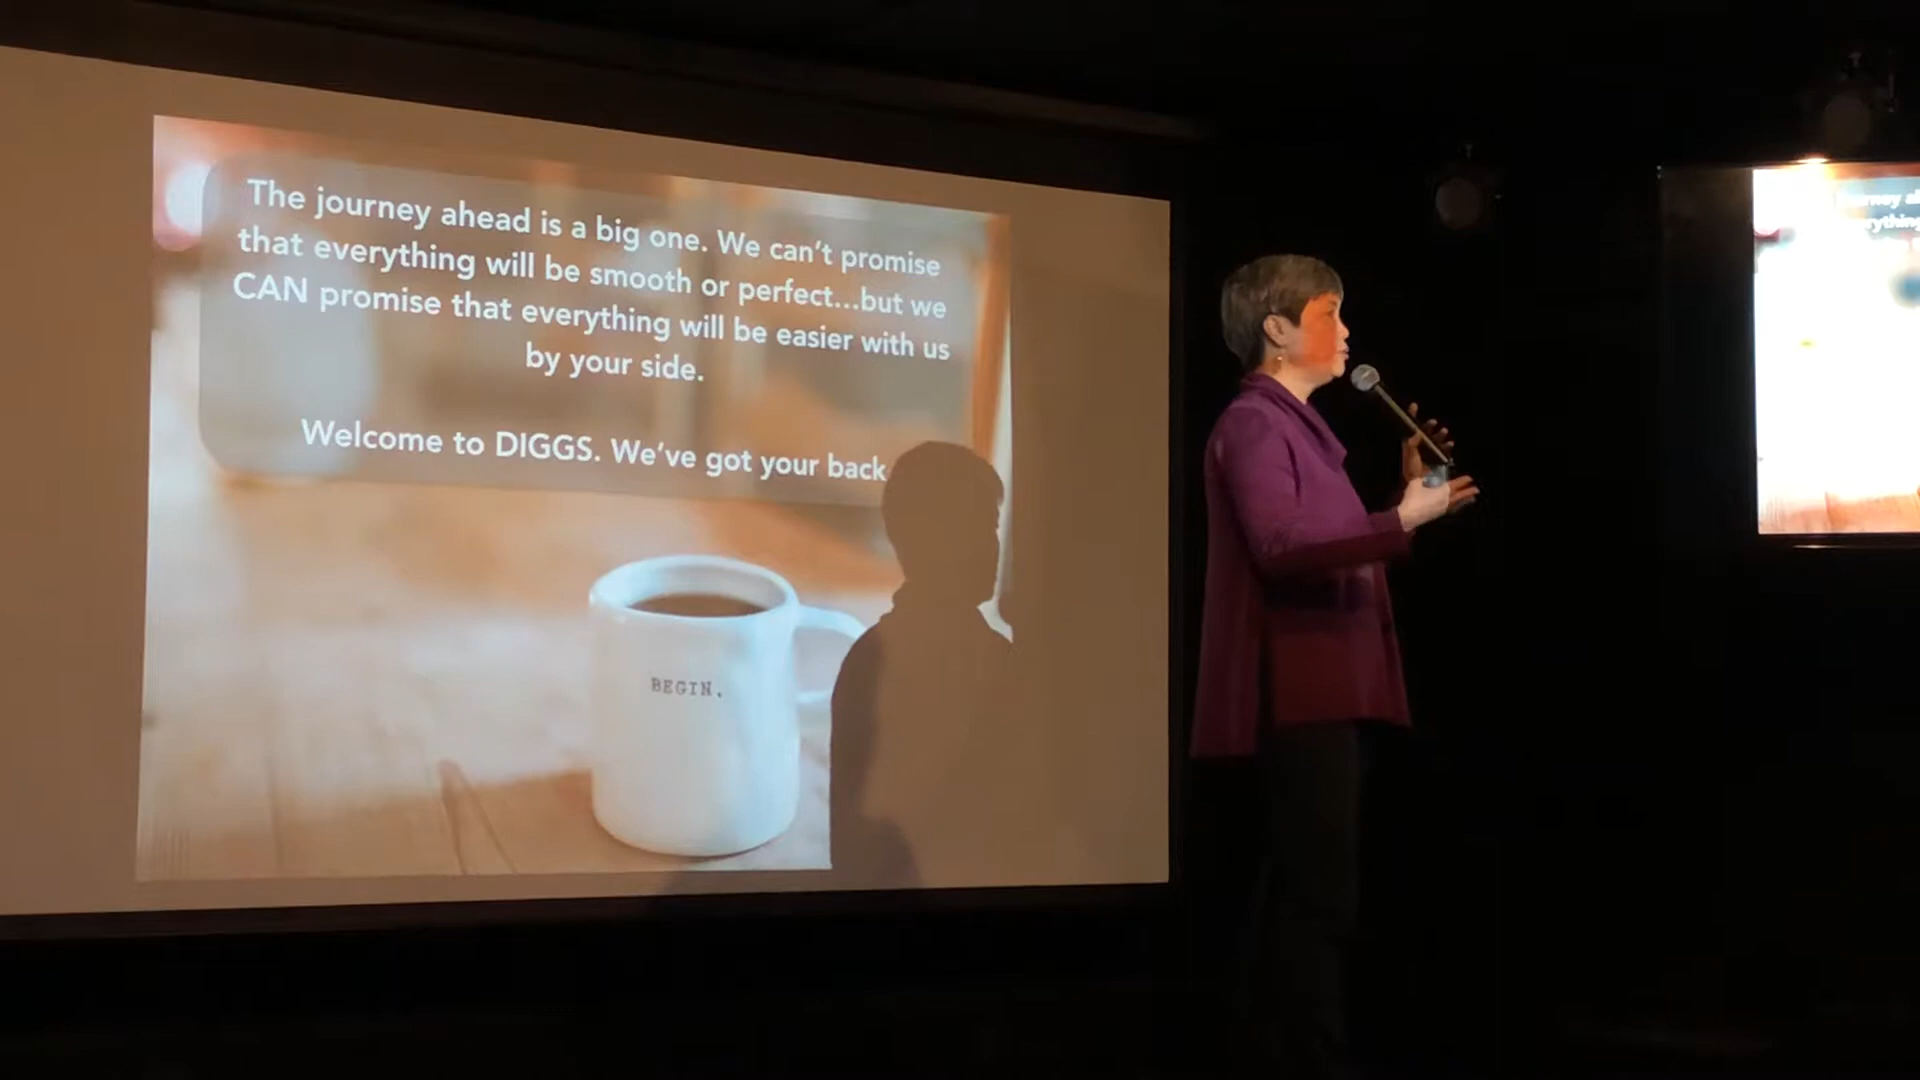 The journey ahead is a big one. We can't promise
that everything will be smooth or perfect...but we
CAN promise that everything will be easier with us
by your side.
Welcome to DIGGS. We've got your back
BEGIN.